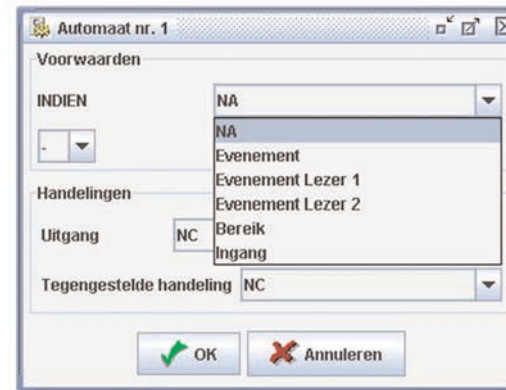 Automaat nr. 1
Voorwaarden
INDIEN NA
NA
-
Evenement
Evenement Lezer 1
Evenement Lezer 2
Bereik
Ingang
Handelingen
Uitgang NC
Tegengestelde handeling NC
OK Annuleren